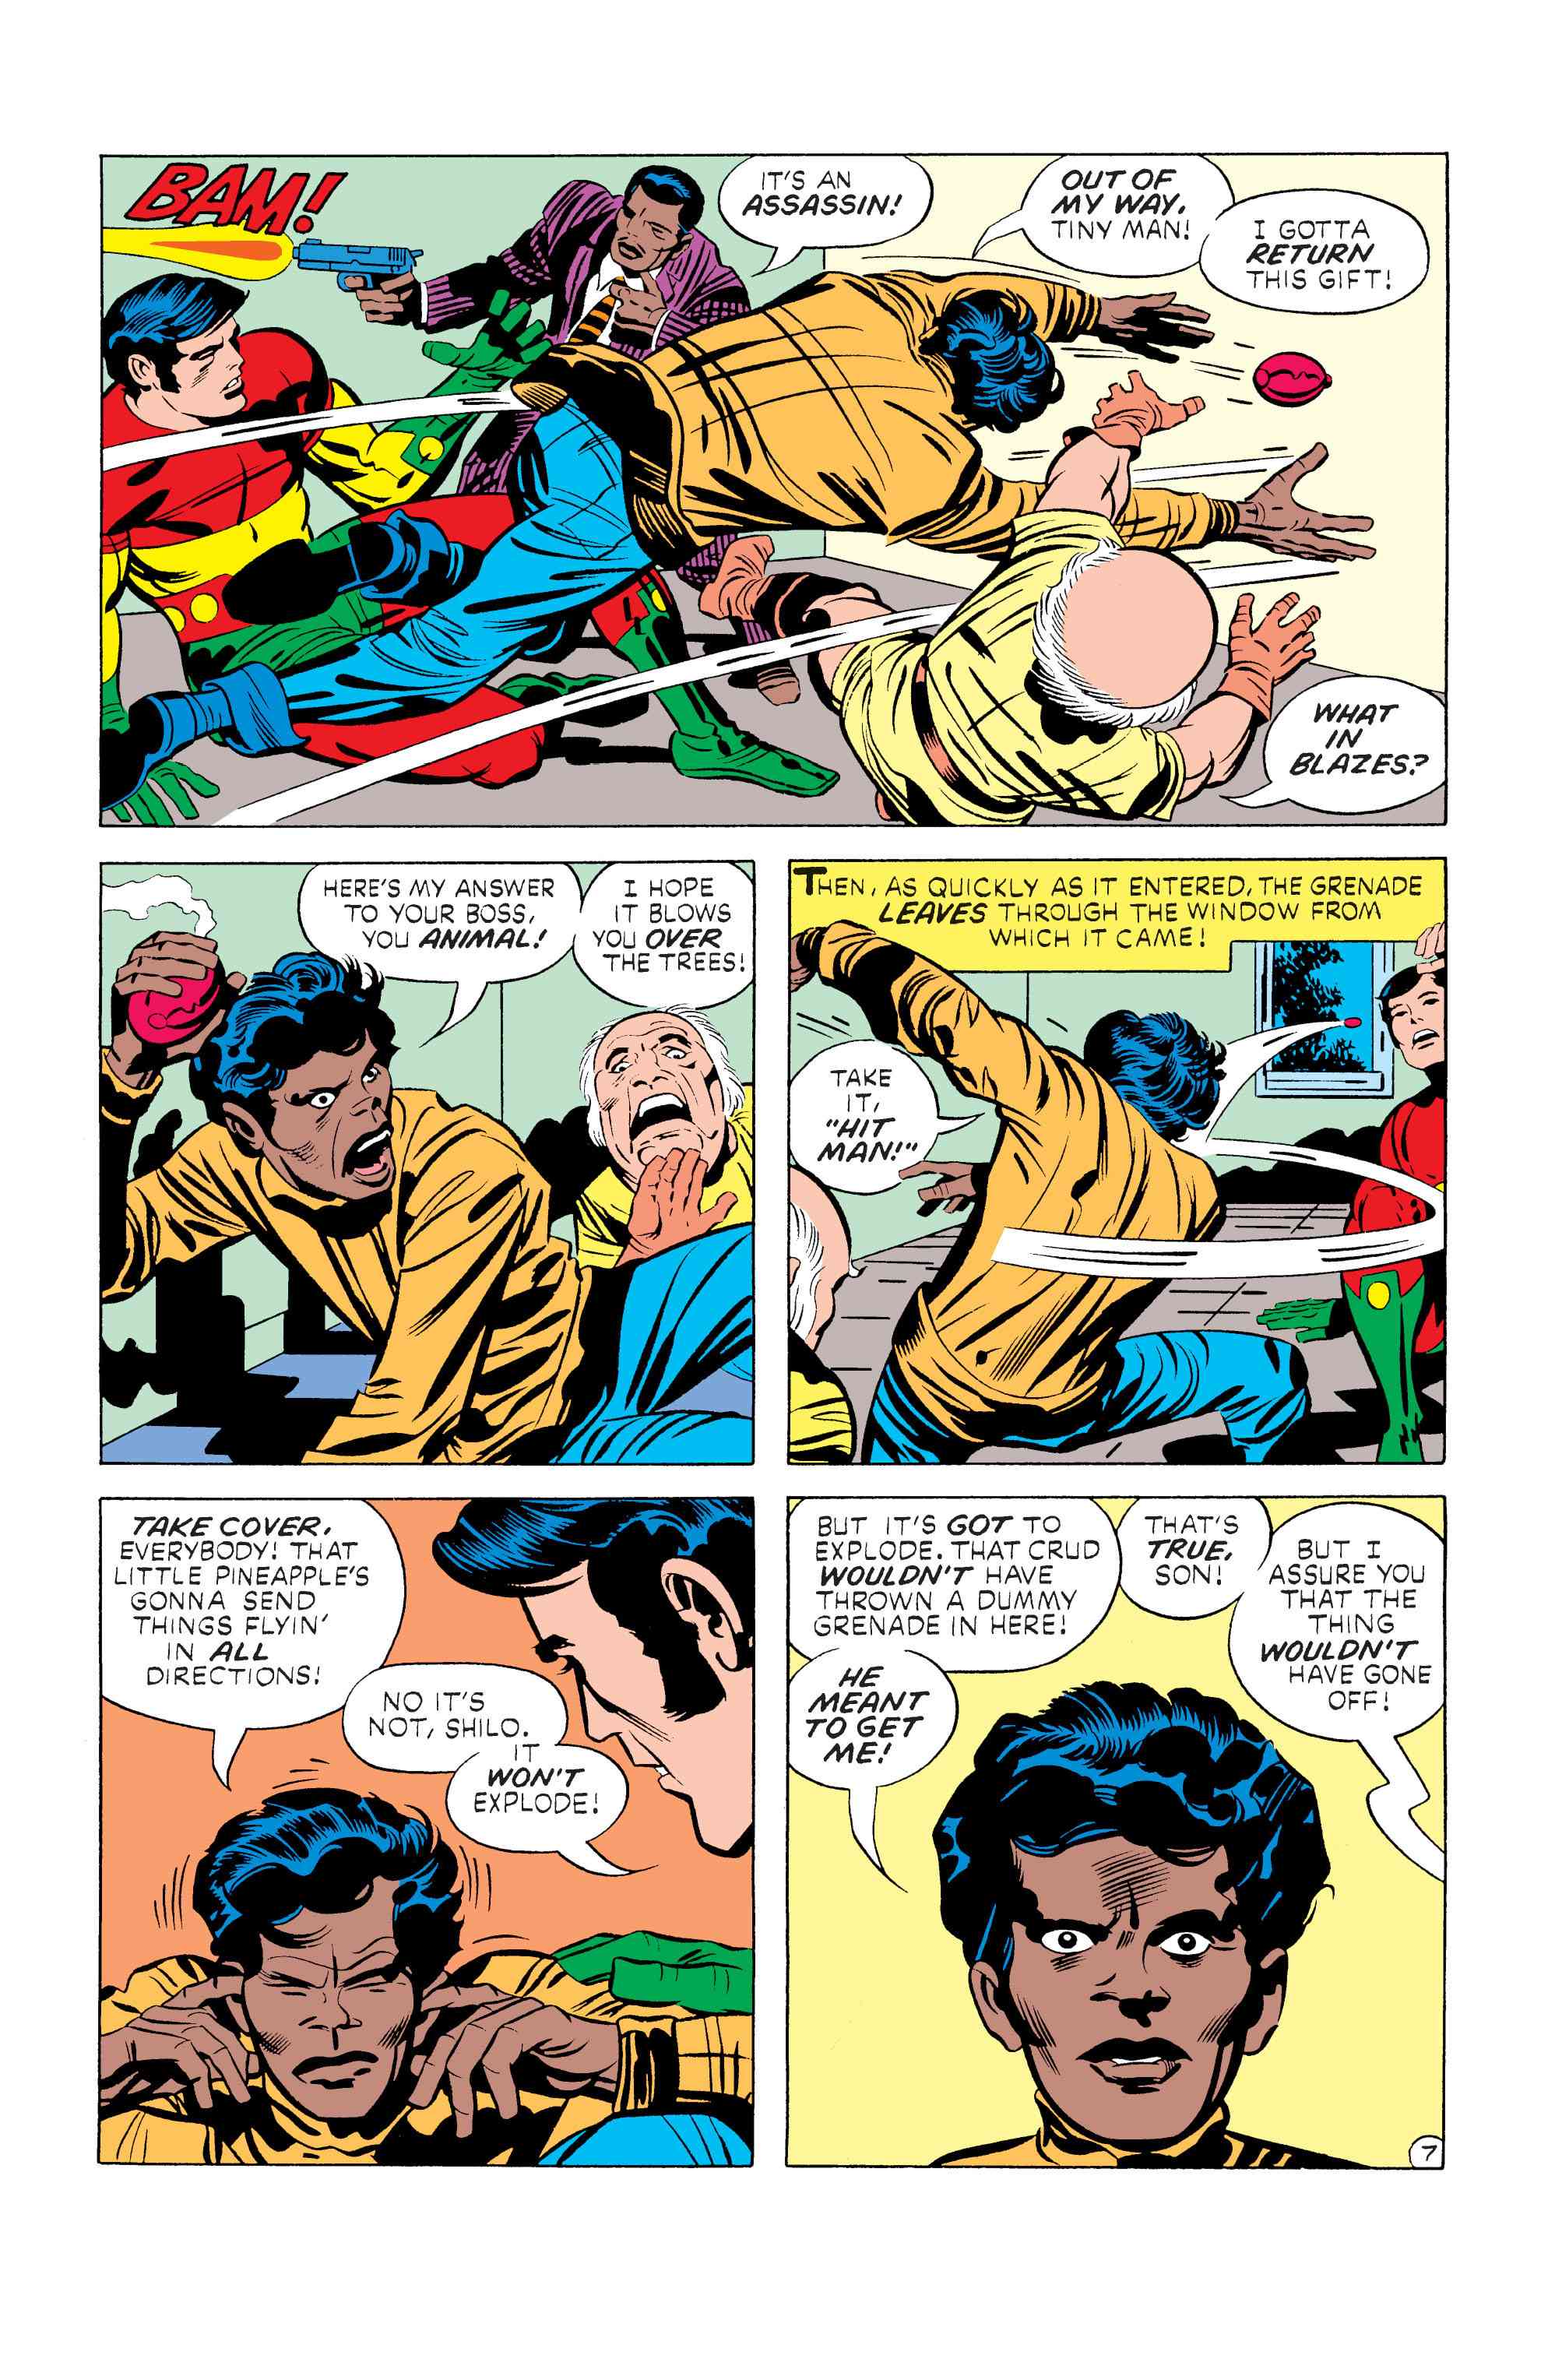 BAM!
IT'S AN
ASSASSIN!
OUT OF
MY WAY,
TINY MAN!
I GOTTA
RETURN
THIS GIFT!
WHAT
IN
BLAZES?
HERE'S MY ANSWER
TO YOUR BOSS,
YOU ANIMAL!
I HOPE
IT BLOWS
YOU OVER
THE TREES!
THEN, AS QUICKLY AS IT ENTERED, THE GRENADE
LEAVES THROUGH THE WINDOW FROM
WHICH IT CAME!
TAKE
IT,
"HIT
MAN!"
TAKE COVER,
EVERYBODY! THAT
LITTLE PINEAPPLE'S
GONNA SEND
THINGS FLYIN'
IN ALL
DIRECTIONS!
NO IT'S
NOT, SHILO.
IT
WON'T
EXPLODE!
BUT IT'S GOT TO
EXPLODE. THAT CRUD
WOULDN'T HAVE
THROWN A DUMMY
GRENADE IN HERE!
HE
MEANT
TO GET
ME!
THAT'S
TRUE,
SON!
BUT I
ASSURE YOU
THAT THE
THING
WOULDN'T
HAVE GONE
OFF!
7